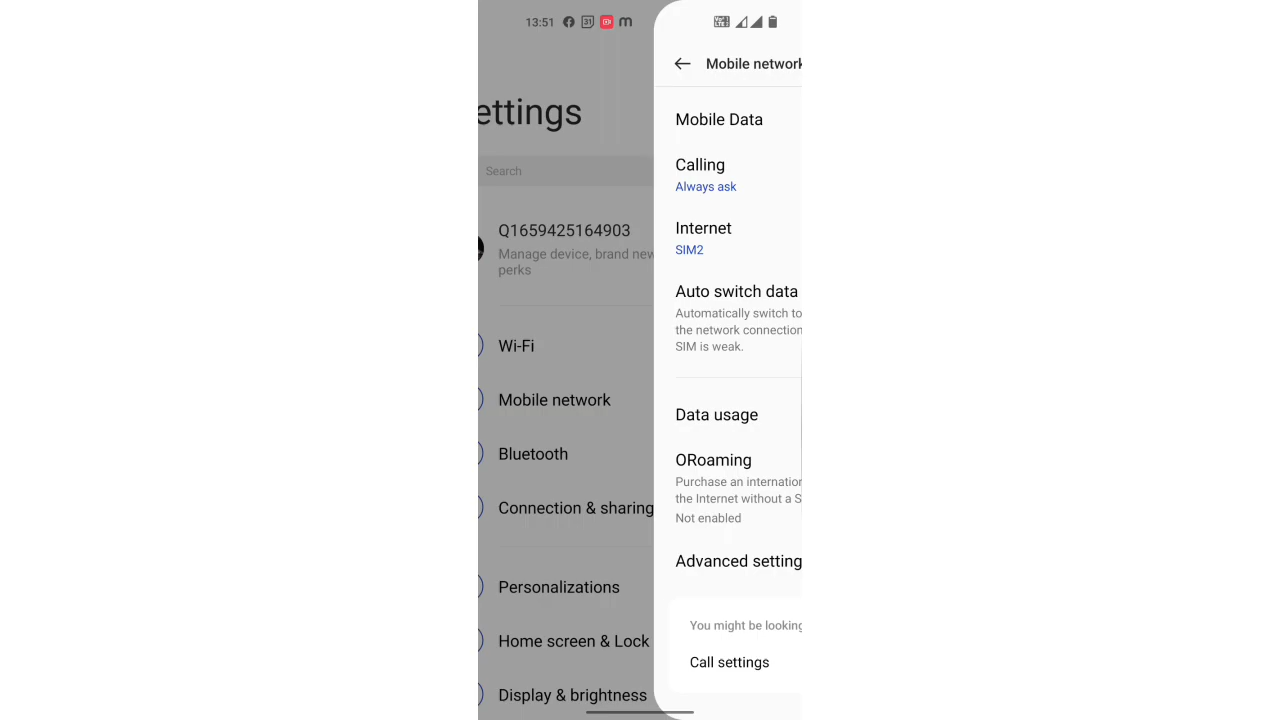 13:51
31
ettings
Search
Q1659425164903
Manage device, brand new
perks
Wi-Fi
Mobile network
Bluetooth
Connection & sharing
Personalizations
Home screen & Lock
Display & brightness
Mobile network
Mobile Data
Calling
Always ask
Internet
SIM2
Auto switch data
Automatically switch to
the network connection
SIM is weak.
Data usage
ORoaming
Purchase an internation
the Internet without a S
Not enabled
Advanced setting
You might be looking
Call settings